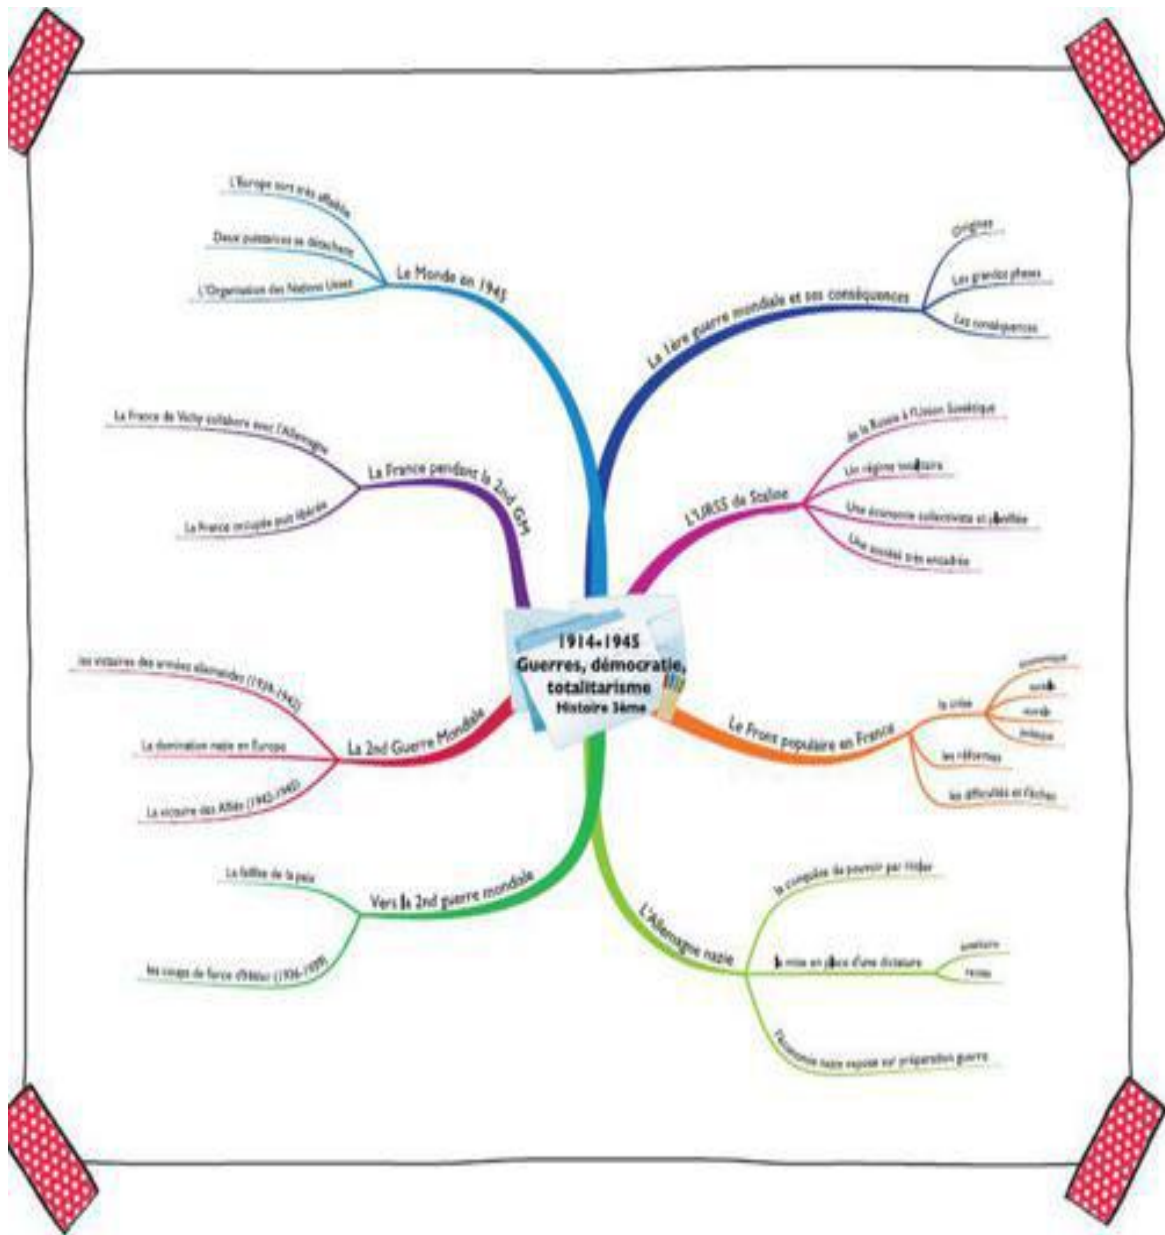 1914-1945
Guerres, démocratie,
totalitarisme
Histoire 3ème
La 1ère guerre mondiale et ses conséquences
Origines
Les grandes phases
Les conséquences
L'URSS de Staline
de la Russie à l'Union Soviétique
Un régime totalitaire
Une économie collectiviste et planifiée
Une société très encadrée
Le Front populaire en France
la crise
économique
sociale
morale
politique
les réformes
les difficultés et l'échec
L'Allemagne nazie
la conquête du pouvoir par Hitler
la mise en place d'une dictature
totalitaire
raciste
l'économie nazie repose sur préparation guerre
Vers la 2nd guerre mondiale
La faillite de la paix
les coups de force d'Hitler (1936-1939)
La 2nd Guerre Mondiale
les victoires des armées allemandes (1939-1942)
La domination nazie en Europe
La victoire des Alliés (1942-1945)
La France pendant la 2nd GM
La France de Vichy collabore avec l'Allemagne
La France occupée puis libérée
Le Monde en 1945
L'Europe sort très affaiblie
Deux puissances se détachent
L'Organisation des Nations Unies